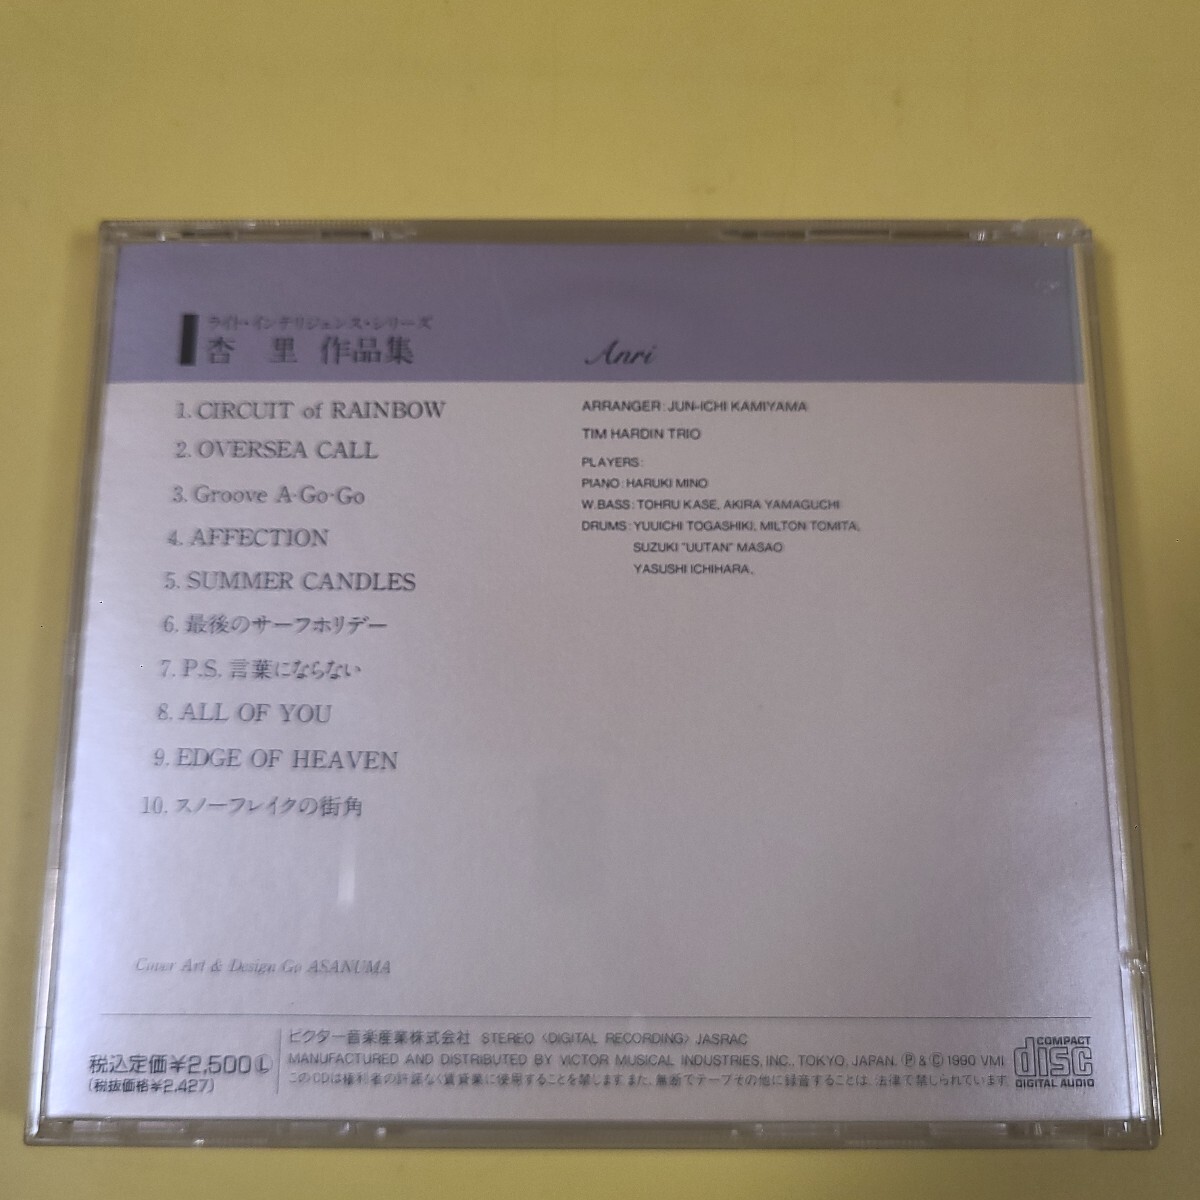 ライト・インテリジェンス・シリーズ
杏 里 作品集
Anri
1. CIRCUIT of RAINBOW
2. OVERSEA CALL
3. Groove A・Go・Go
4. AFFECTION
5. SUMMER CANDLES
6. 最後のサーフホリデー
7. P.S. 言葉にならない
8. ALL OF YOU
9. EDGE OF HEAVEN
10. スノーフレイクの街角
ARRANGER: JUN-ICHI KAMIYAMA
TIM HARDIN TRIO
PLAYERS:
PIANO: HARUKI MINO
W.BASS: TOHRU KASE, AKIRA YAMAGUCHI
DRUMS: YUUICHI TOGASHIKI, MILTON TOMITA,
SUZUKI "UUTAN" MASAO
YASUSHI ICHIHARA,
Cover Art & Design/Go ASANUMA
税込定価¥2,500Ⓛ
(税抜価格¥2,427)
ビクター音楽産業株式会社 STEREO 〈DIGITAL RECORDING〉 JASRAC
MANUFACTURED AND DISTRIBUTED BY VICTOR MUSICAL INDUSTRIES, INC., TOKYO, JAPAN. Ⓟ & Ⓒ 1990 VMI
このCDは権利者の許諾なく賃貸業に使用することを禁じます。また、無断でテープその他に録音することは、法律で禁じられています。
COMPACT
disc
DIGITAL AUDIO